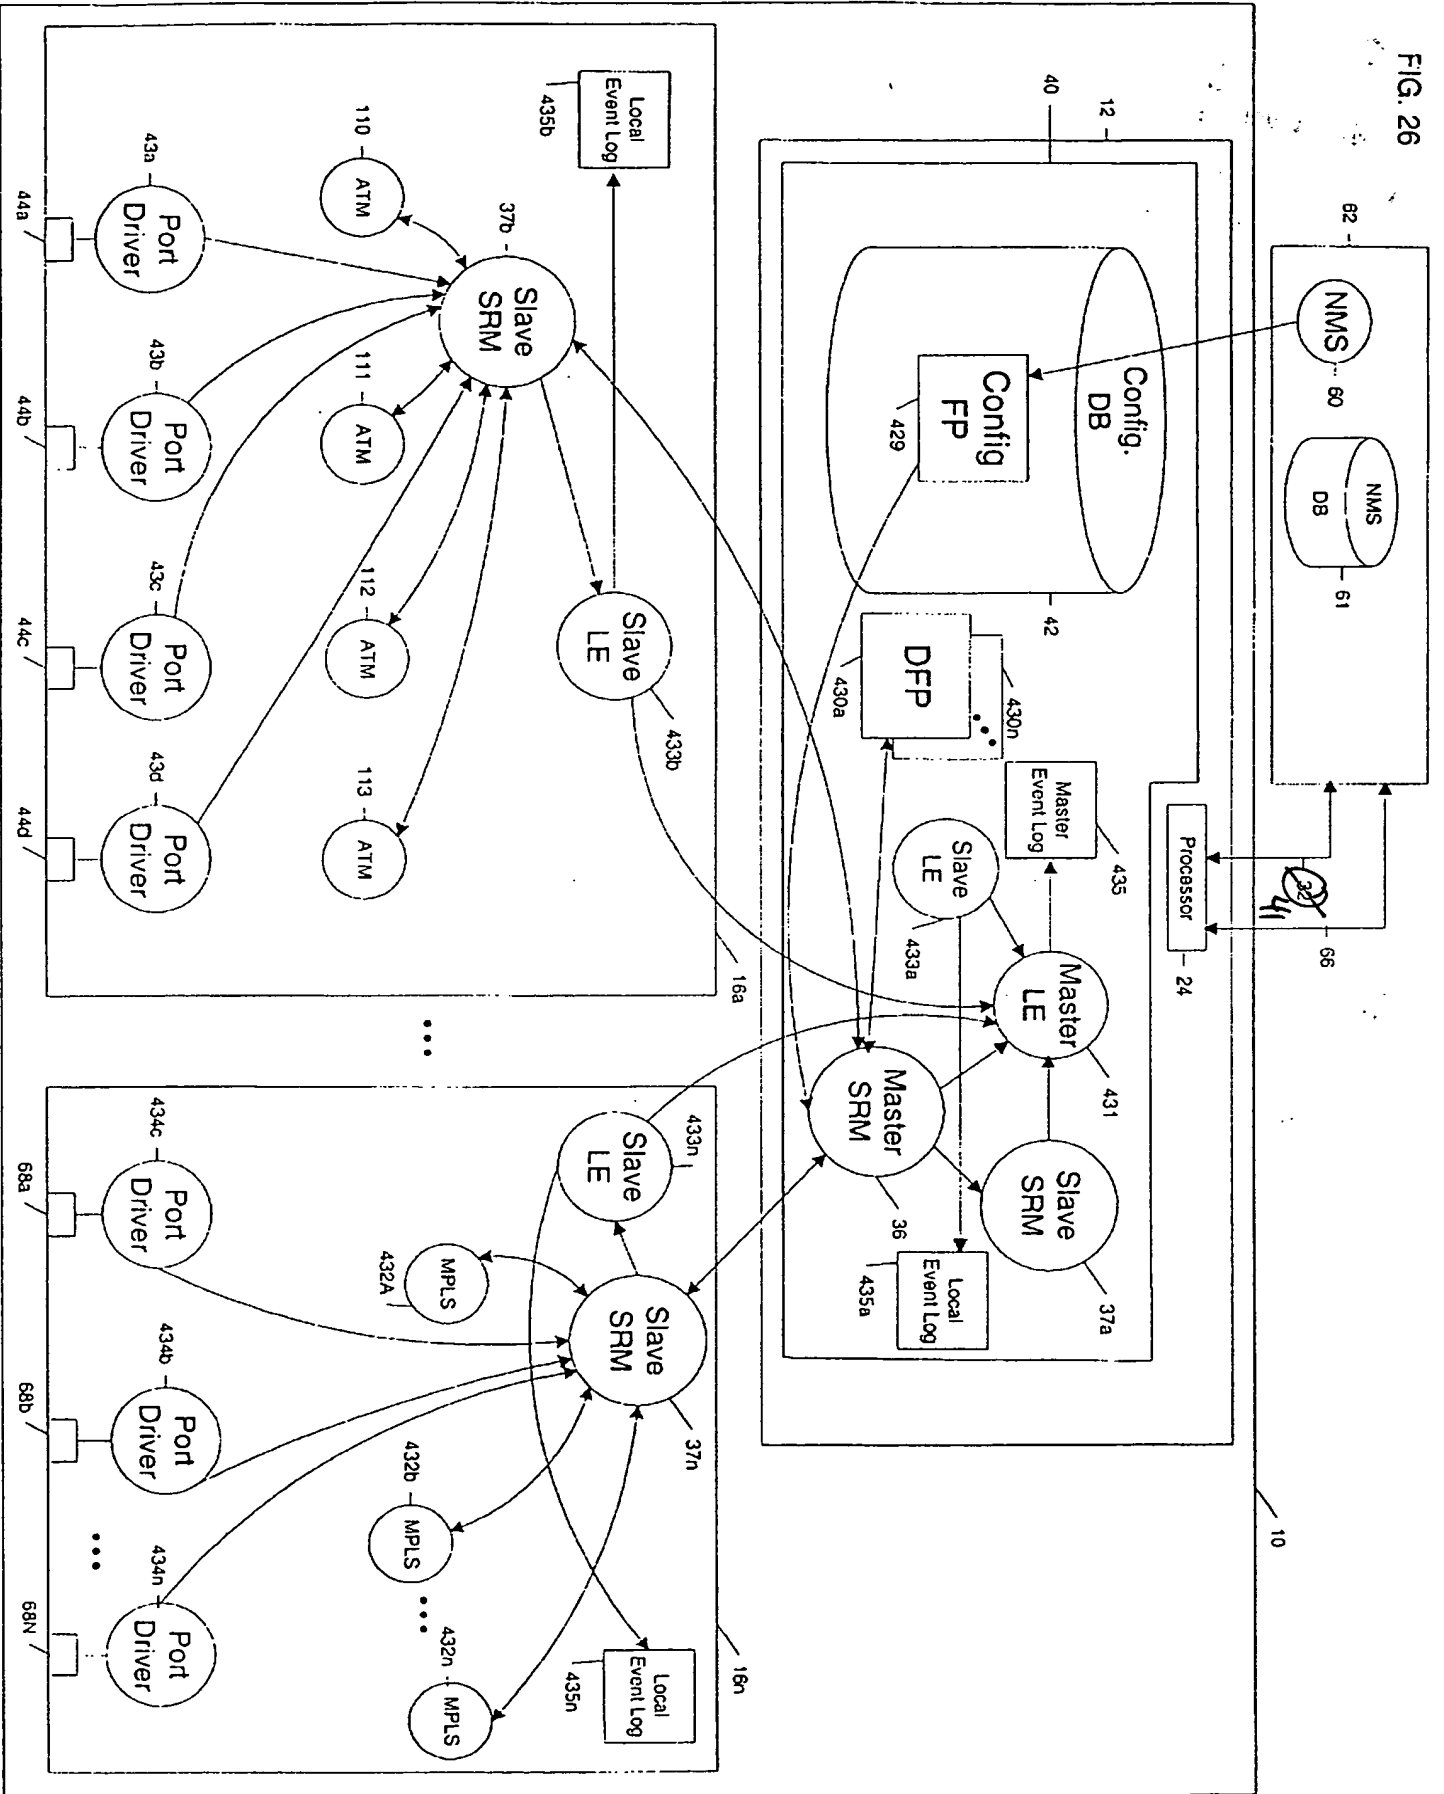 FIG. 26
62
NMS
60
NMS
DB
61
32
41
66
Processor
24
10
12
40
Config.
DB
Config
FP
429
42
DFP
430a
430n
Master
Event Log
435
Slave
LE
433a
Master
LE
431
Master
SRM
36
Slave
SRM
37a
Local
Event Log
435a
Local
Event Log
435b
Slave
SRM
37b
Slave
LE
433b
16a
110
ATM
111
ATM
112
ATM
113
ATM
43a
Port
Driver
44a
43b
Port
Driver
44b
43c
Port
Driver
44c
43d
Port
Driver
44d
433n
Slave
LE
Slave
SRM
37n
16n
Local
Event Log
435n
MPLS
432A
432b
MPLS
432n
MPLS
434c
Port
Driver
68a
434b
Port
Driver
68b
434n
Port
Driver
68N